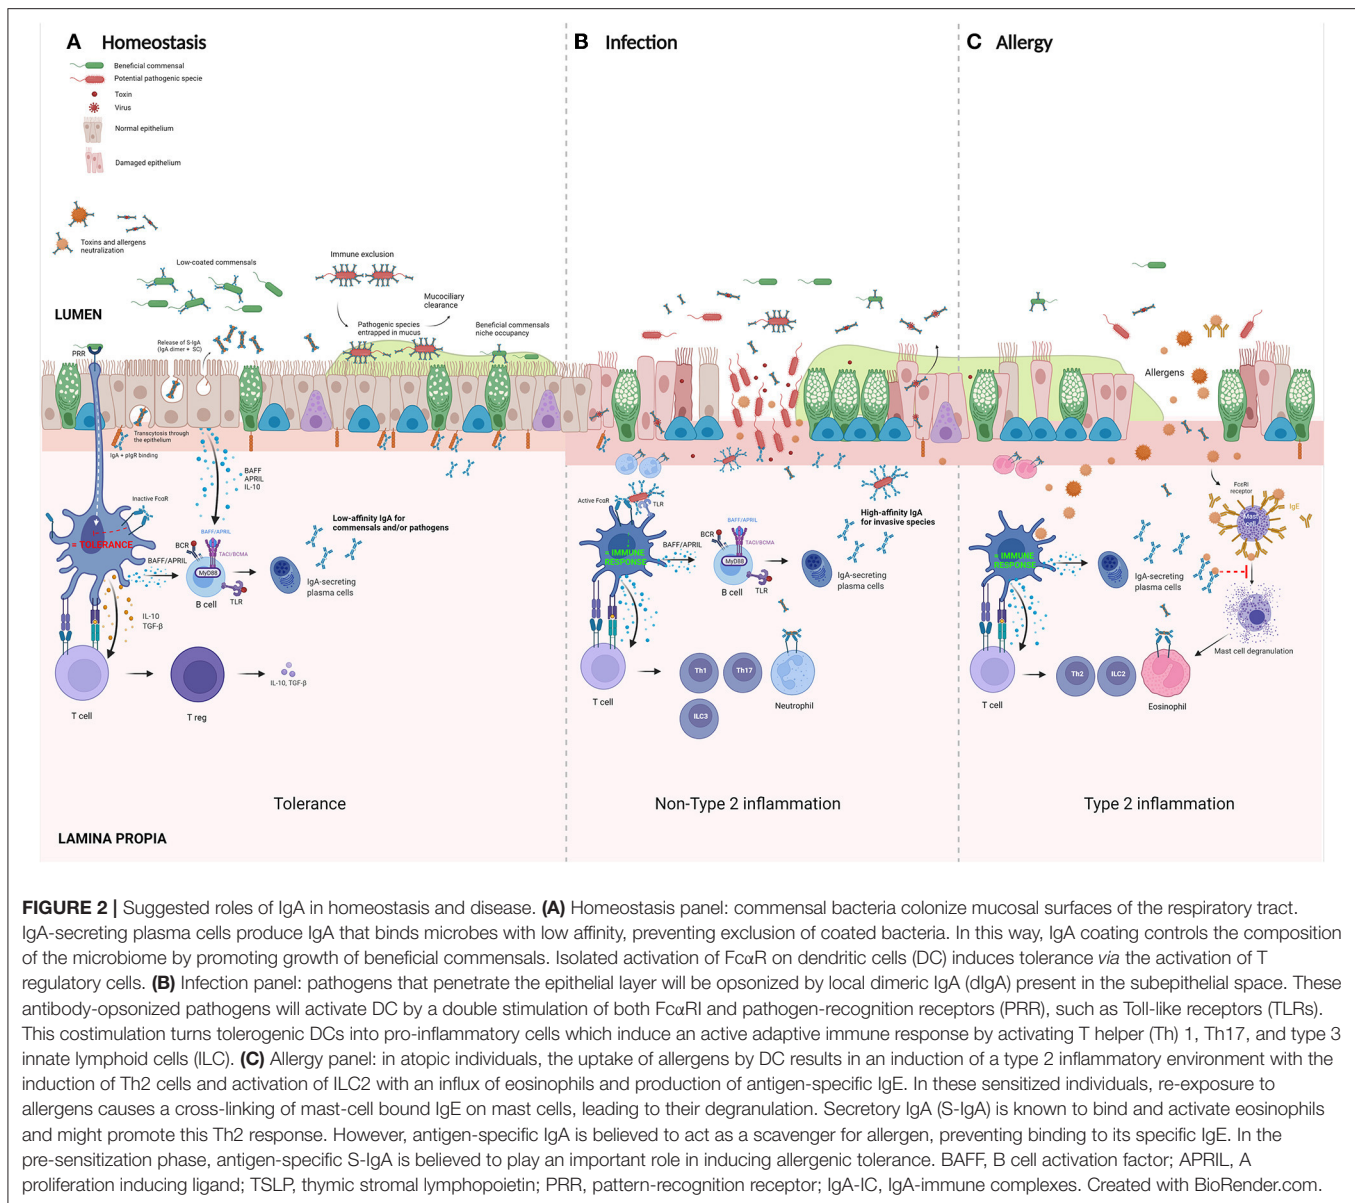 A Homeostasis
Beneficial commensal
Potential pathogenic specie
Toxin
Virus
Normal epithelium
Damaged epithelium
Toxins and allergens
neutralization
Low-coated commensals
Immune exclusion
Mucociliary
clearance
LUMEN
PRR
Release of S-IgA
(IgA dimer + SC)
Pathogenic species
entrapped in mucus
Beneficial commensals
niche occupancy
Transcytosis through
the epithelium
IgA + pIgR binding
BAFF
APRIL
IL-10
Inactive FcαR
= TOLERANCE
BAFF/APRIL
BCR
BAFF/APRIL
TACI/BCMA
MyD88
B cell
TLR
Low-affinity IgA for
commensals and/or pathogens
IgA-secreting
plasma cells
IL-10
TGF-β
T cell
T reg
IL-10, TGF-β
Tolerance
LAMINA PROPIA
B Infection
Active FcαR
TLR
= IMMUNE
RESPONSE
BAFF/APRIL
BCR
BAFF/APRIL
TACI/BCMA
MyD88
B cell
TLR
High-affinity IgA
for invasive species
IgA-secreting
plasma cells
T cell
Th1
Th17
ILC3
Neutrophil
Non-Type 2 inflammation
C Allergy
Allergens
FcεRI
receptor
IgE
Mast
cell
= IMMUNE
RESPONSE
IgA-secreting
plasma cells
Mast cell degranulation
T cell
Th2
ILC2
Eosinophil
Type 2 inflammation
FIGURE 2 | Suggested roles of IgA in homeostasis and disease. (A) Homeostasis panel: commensal bacteria colonize mucosal surfaces of the respiratory tract.
IgA-secreting plasma cells produce IgA that binds microbes with low affinity, preventing exclusion of coated bacteria. In this way, IgA coating controls the composition
of the microbiome by promoting growth of beneficial commensals. Isolated activation of FcαR on dendritic cells (DC) induces tolerance via the activation of T
regulatory cells. (B) Infection panel: pathogens that penetrate the epithelial layer will be opsonized by local dimeric IgA (dIgA) present in the subepithelial space. These
antibody-opsonized pathogens will activate DC by a double stimulation of both FcαRI and pathogen-recognition receptors (PRR), such as Toll-like receptors (TLRs).
This costimulation turns tolerogenic DCs into pro-inflammatory cells which induce an active adaptive immune response by activating T helper (Th) 1, Th17, and type 3
innate lymphoid cells (ILC). (C) Allergy panel: in atopic individuals, the uptake of allergens by DC results in an induction of a type 2 inflammatory environment with the
induction of Th2 cells and activation of ILC2 with an influx of eosinophils and production of antigen-specific IgE. In these sensitized individuals, re-exposure to
allergens causes a cross-linking of mast-cell bound IgE on mast cells, leading to their degranulation. Secretory IgA (S-IgA) is known to bind and activate eosinophils
and might promote this Th2 response. However, antigen-specific IgA is believed to act as a scavenger for allergen, preventing binding to its specific IgE. In the
pre-sensitization phase, antigen-specific S-IgA is believed to play an important role in inducing allergenic tolerance. BAFF, B cell activation factor; APRIL, A
proliferation inducing ligand; TSLP, thymic stromal lymphopoietin; PRR, pattern-recognition receptor; IgA-IC, IgA-immune complexes. Created with BioRender.com.